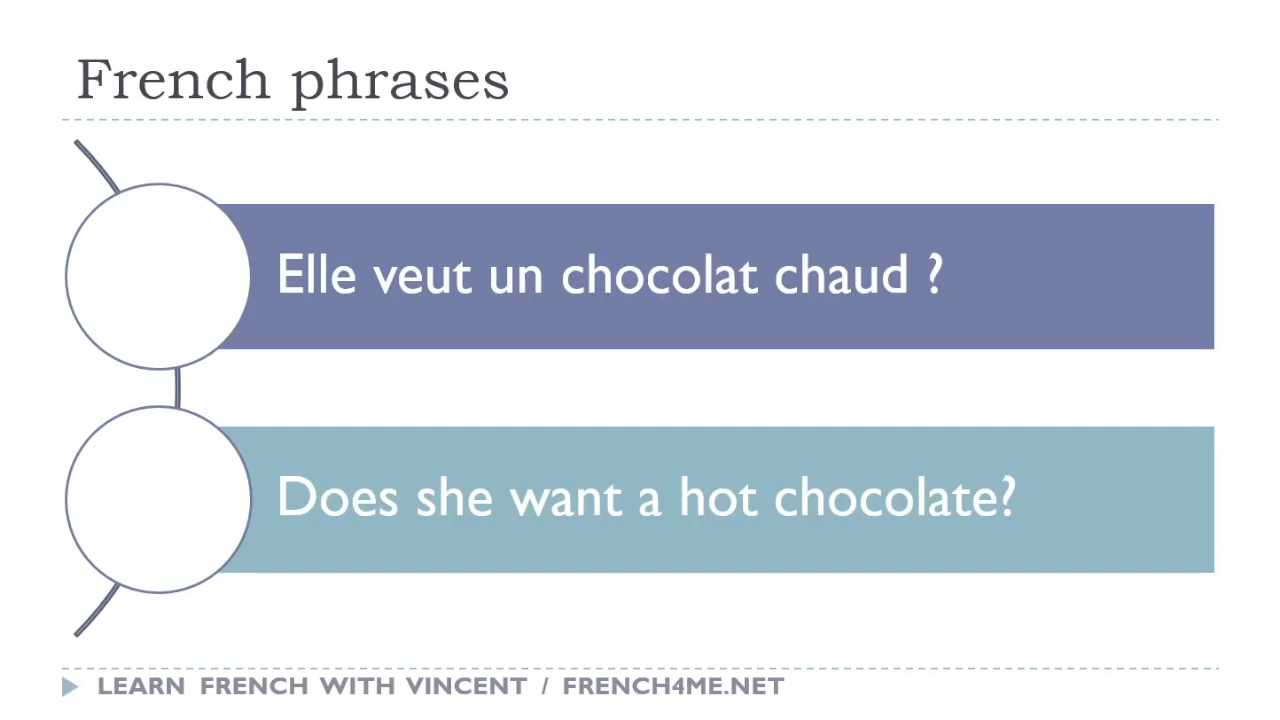 French phrases
Elle veut un chocolat chaud ?
Does she want a hot chocolate?
LEARN FRENCH WITH VINCENT / FRENCH4ME.NET